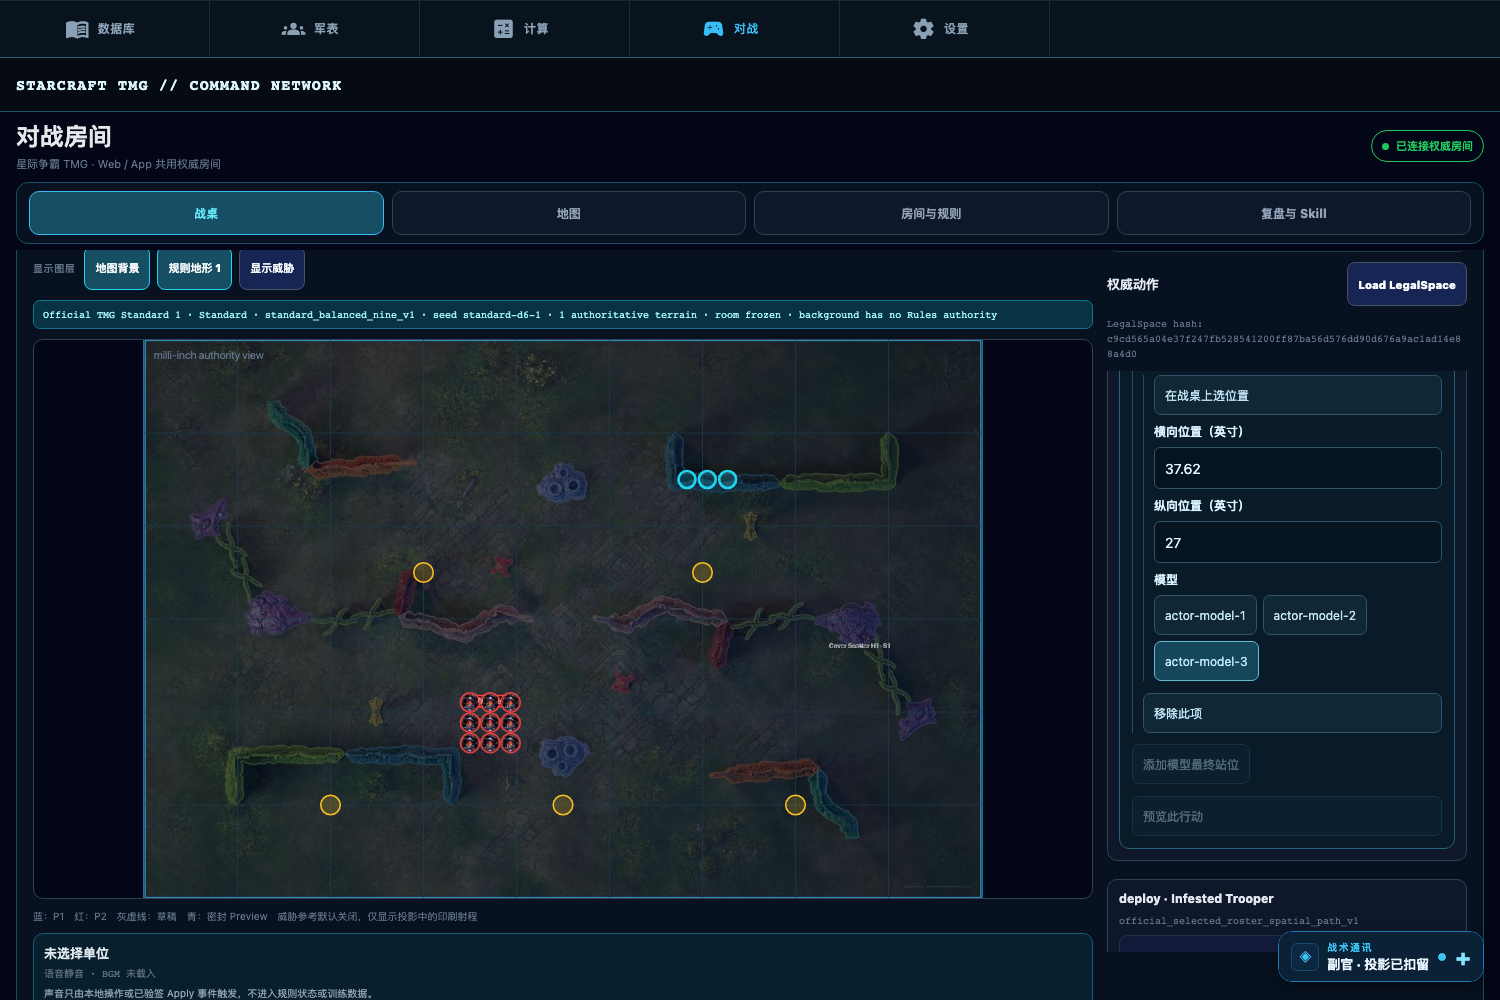 数据库
军表
计算
对战
设置
STARCRAFT TMG // COMMAND NETWORK
对战房间
星际争霸 TMG · Web / App 共用权威房间
已连接权威房间
战桌
地图
房间与规则
复盘与 Skill
显示图层
地图背景
规则地形 1
显示威胁
Official TMG Standard 1 · Standard · standard_balanced_nine_v1 · seed standard-d6-1 · 1 authoritative terrain · room frozen · background has no Rules authority
milli-inch authority view
蓝：P1 红：P2 灰虚线：草稿 青：密封 Preview 威胁参考默认关闭，仅显示投影中的印刷射程
未选择单位
语音静音 · BGM 未载入
声音只由本地操作或已验签 Apply 事件触发，不进入规则状态或训练数据。
权威动作
Load LegalSpace
LegalSpace hash:
c9cd565a04e37f247fb528541200ff87ba56d576dd90d676a9ac1ad14e8
8a4d0
在战桌上选位置
横向位置（英寸）
37.62
纵向位置（英寸）
27
模型
actor-model-1
actor-model-2
actor-model-3
移除此项
添加模型最终站位
预览此行动
deploy · Infested Trooper
official_selected_roster_spatial_path_v1
战术通讯
副官 · 投影已扣留